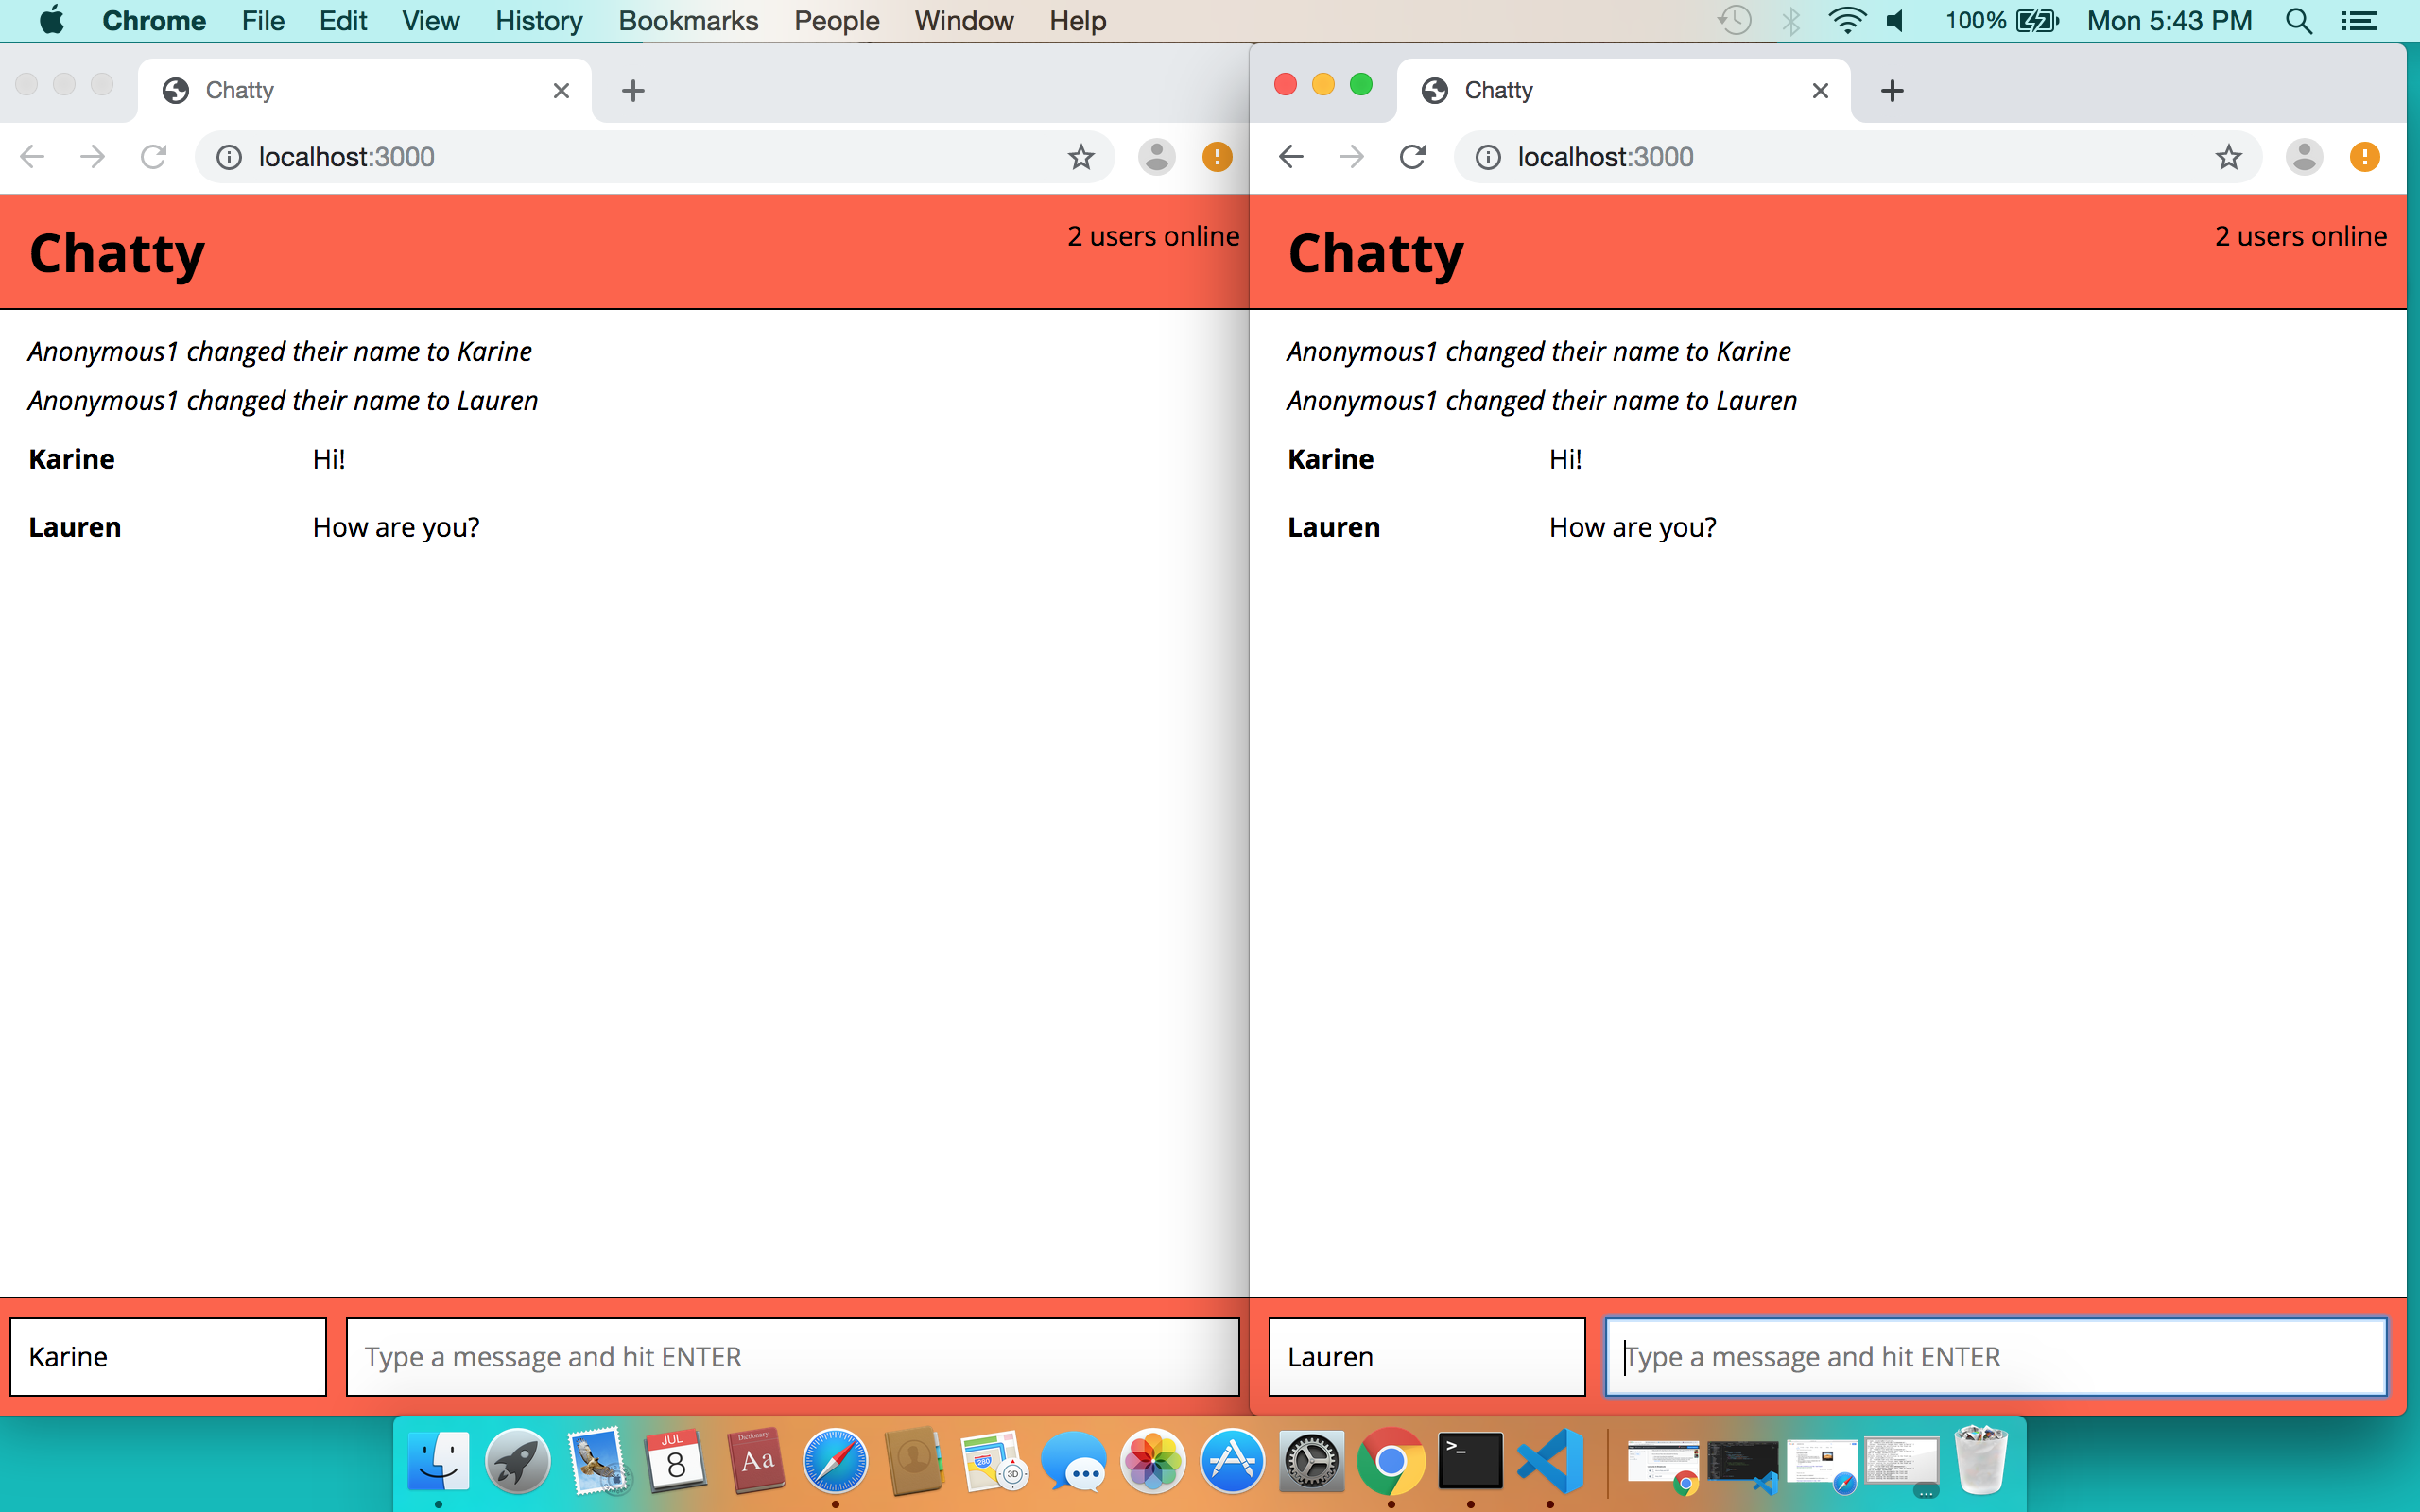 Chrome File Edit View History Bookmarks People Window Help 100% Mon 5:43 PM
Chatty
localhost:3000
Chatty
2 users online
Anonymous1 changed their name to Karine
Anonymous1 changed their name to Lauren
Karine Hi!
Lauren How are you?
Karine Type a message and hit ENTER
Chatty
localhost:3000
Chatty
2 users online
Anonymous1 changed their name to Karine
Anonymous1 changed their name to Lauren
Karine Hi!
Lauren How are you?
Lauren Type a message and hit ENTER
JUL
8
Dictionary
Aa
280
3D
>_